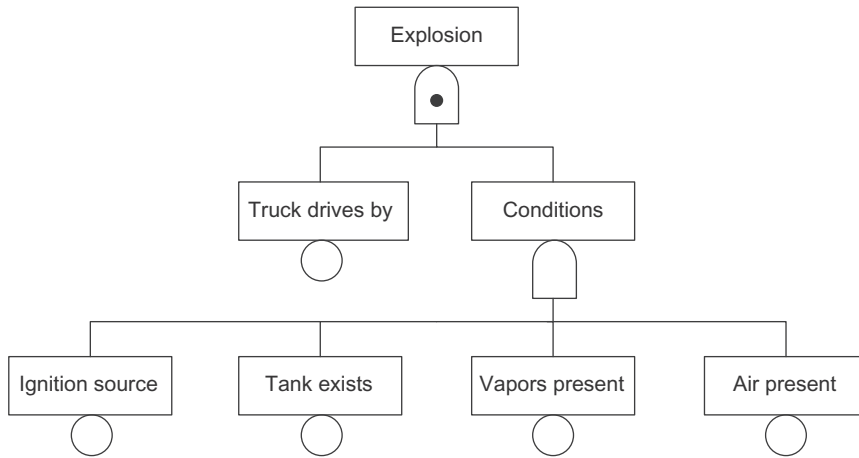 Explosion
Truck drives by
Conditions
Ignition source
Tank exists
Vapors present
Air present